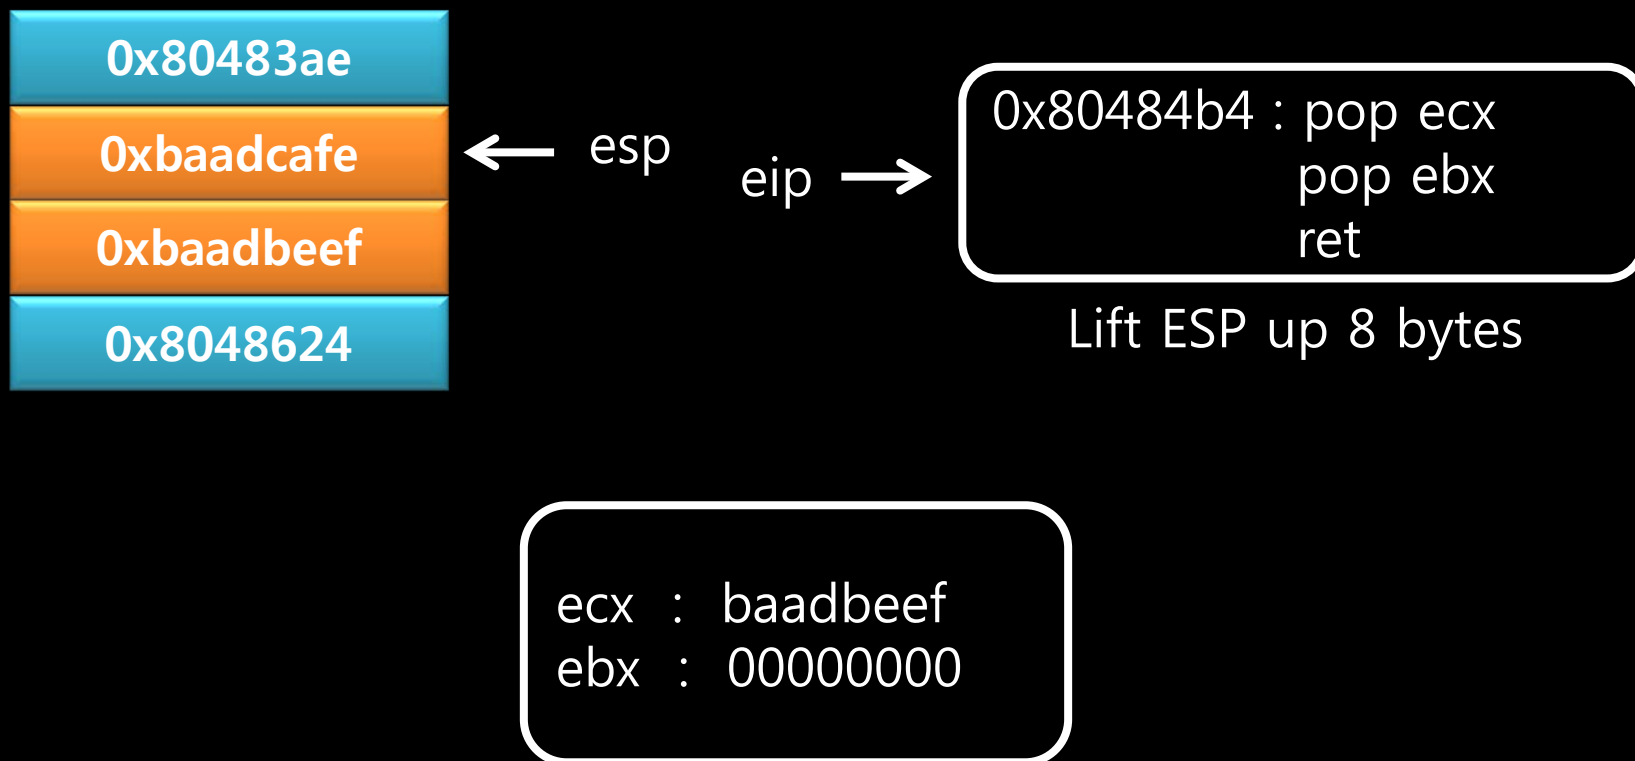 0x80483ae
0xbaadcafe
0xbaadbeef
0x8048624
esp
eip
0x80484b4 : pop ecx
pop ebx
ret
Lift ESP up 8 bytes
ecx : baadbeef
ebx : 00000000